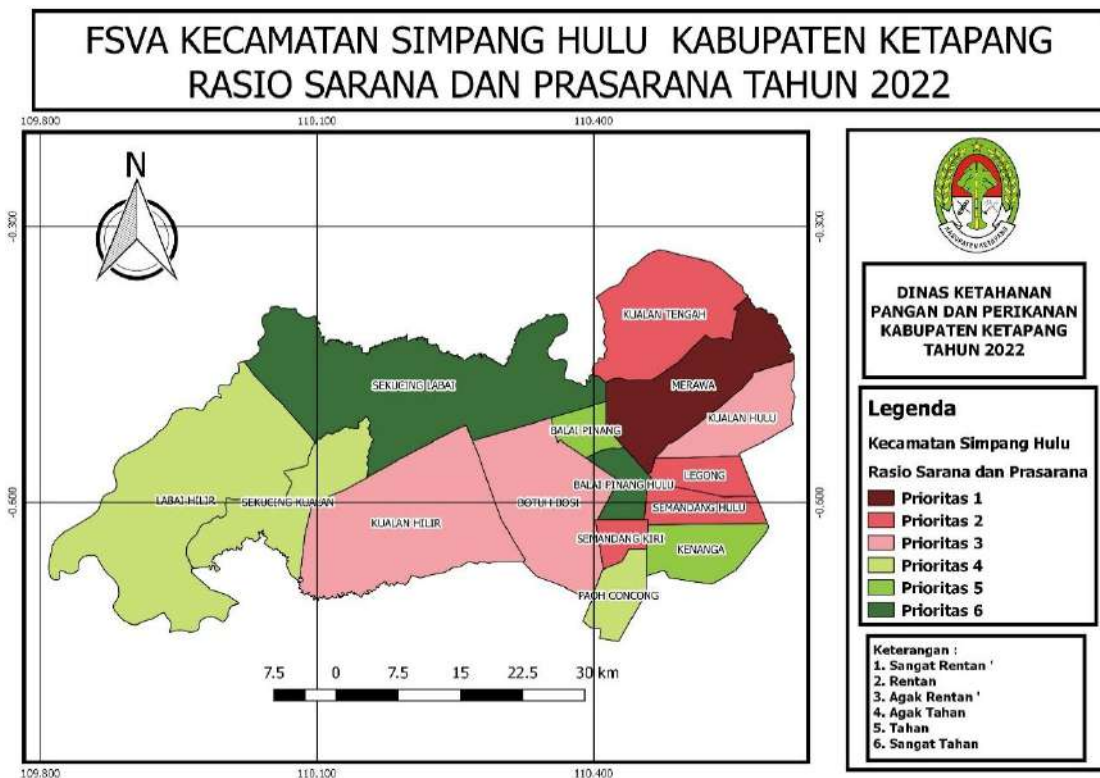 FSVA KECAMATAN SIMPANG HULU KABUPATEN KETAPANG
RASIO SARANA DAN PRASARANA TAHUN 2022
109.800
110.100
110.400
N
-0.300
-0.300
KUALAN TENGAH
SEKUCING LABAI
MERAWA
KUALAN HULU
BALAI PINANG
LEGONG
BALAI PINANG HULU
LABAI HILIR
SEKUCING KUALAN
BOTUH BOSI
SEMANDANG HULU
-0.600
-0.600
KUALAN HILIR
SEMANDANG KIRI
KENANGA
PAOH CONCONG
7.5 0 7.5 15 22.5 30 km
109.800
110.100
110.400
KABUPATEN KETAPANG
DINAS KETAHANAN
PANGAN DAN PERIKANAN
KABUPATEN KETAPANG
TAHUN 2022
Legenda
Kecamatan Simpang Hulu
Rasio Sarana dan Prasarana
Prioritas 1
Prioritas 2
Prioritas 3
Prioritas 4
Prioritas 5
Prioritas 6
Keterangan :
1. Sangat Rentan '
2. Rentan
3. Agak Rentan '
4. Agak Tahan
5. Tahan
6. Sangat Tahan